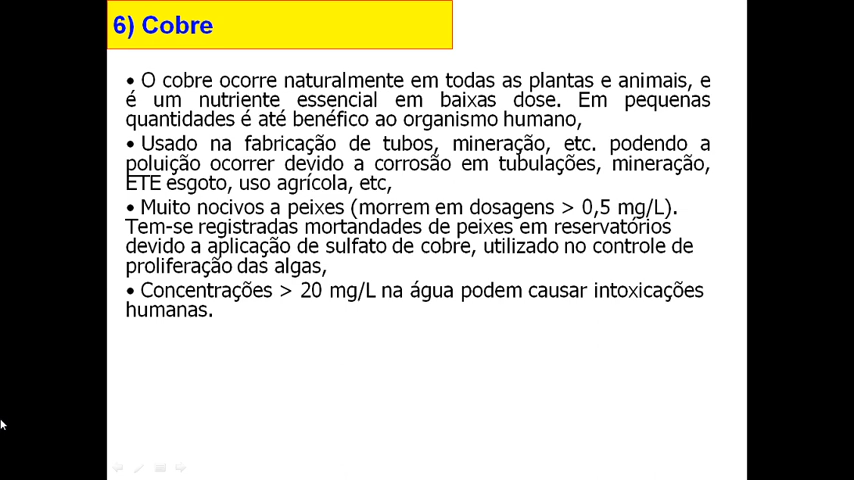 6) Cobre
• O cobre ocorre naturalmente em todas as plantas e animais, e
é um nutriente essencial em baixas dose. Em pequenas
quantidades é até benéfico ao organismo humano,
• Usado na fabricação de tubos, mineração, etc. podendo a
poluição ocorrer devido a corrosão em tubulações, mineração,
ETE esgoto, uso agrícola, etc,
• Muito nocivos a peixes (morrem em dosagens > 0,5 mg/L).
Tem-se registradas mortandades de peixes em reservatórios
devido a aplicação de sulfato de cobre, utilizado no controle de
proliferação das algas,
• Concentrações > 20 mg/L na água podem causar intoxicações
humanas.